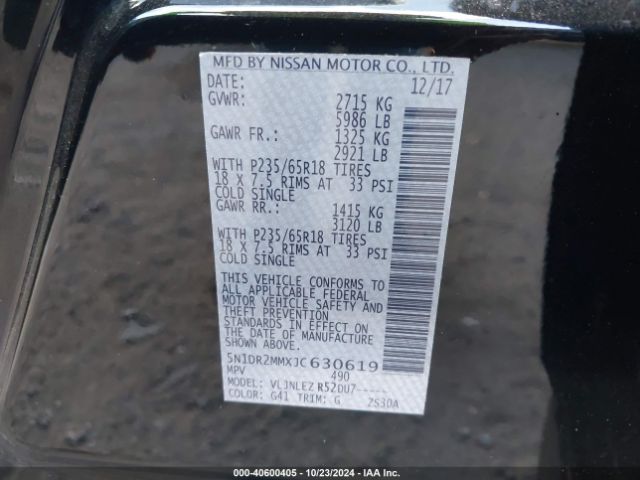 MFD BY NISSAN MOTOR CO., LTD.
DATE: 12/17
GVWR: 2715 KG
5986 LB
GAWR FR.: 1325 KG
2921 LB
WITH P235/65R18 TIRES
18 X 7.5 RIMS AT 33 PSI
COLD SINGLE
GAWR RR.: 1415 KG
3120 LB
WITH P235/65R18 TIRES
18 X 7.5 RIMS AT 33 PSI
COLD SINGLE
THIS VEHICLE CONFORMS TO
ALL APPLICABLE FEDERAL
MOTOR VEHICLE SAFETY AND
THEFT PREVENTION
STANDARDS IN EFFECT ON
THE DATE OF MANUFACTURE
SHOWN ABOVE.
5N1DR2MMXJC630619
MPV 490
MODEL: VLJNLEZ R52DU7-----
COLOR: G41 TRIM: G 2S30A
000-40600405 - 10/23/2024 - IAA Inc.